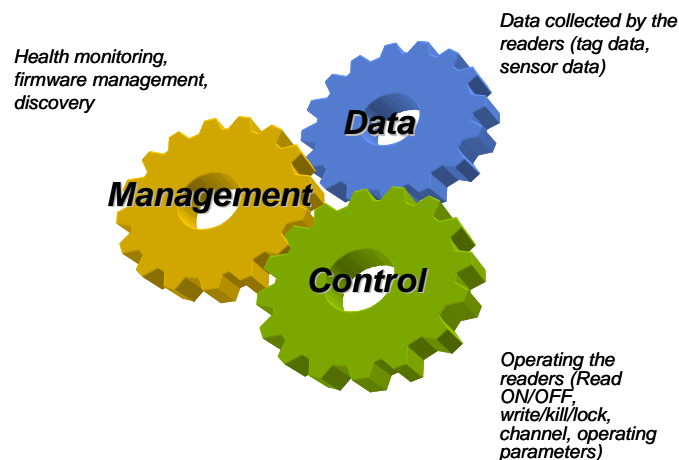 Data collected by the
readers (tag data,
sensor data)
Health monitoring,
firmware management,
discovery
Data
Management
Control
Operating the
readers (Read
ON/OFF,
write/kill/lock,
channel, operating
parameters)